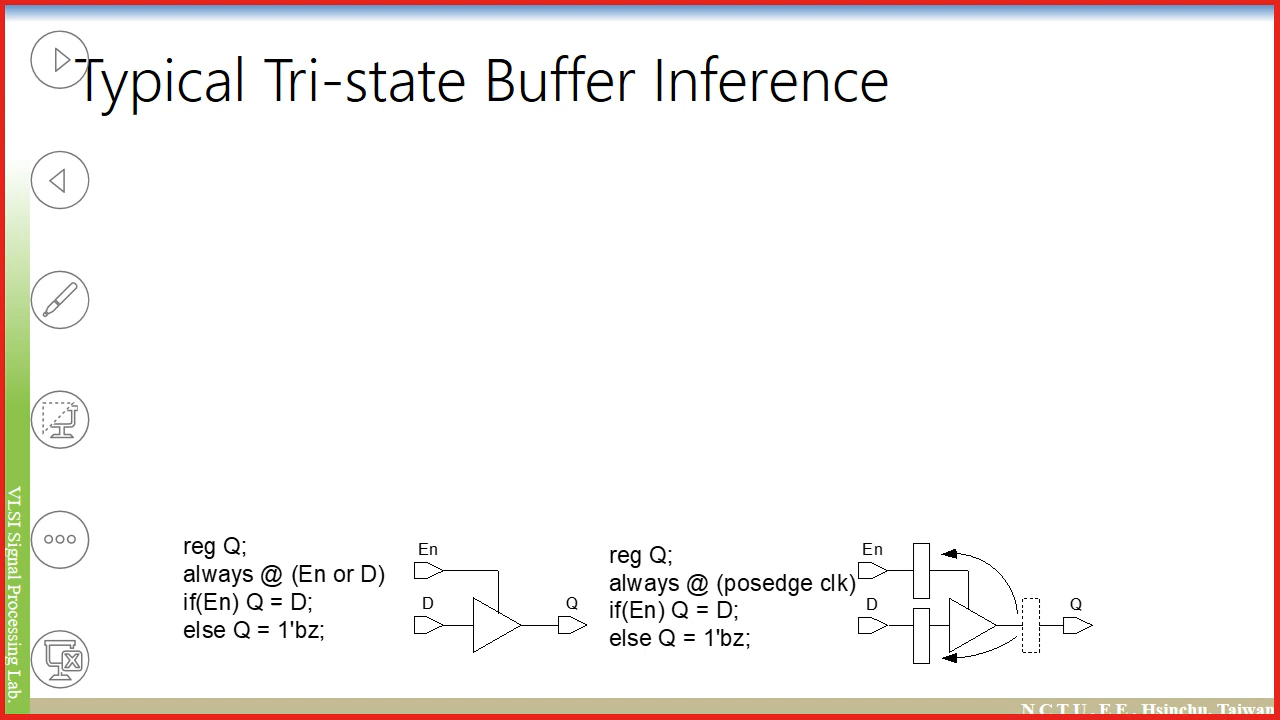 Typical Tri-state Buffer Inference
reg Q;
always @ (En or D)
if(En) Q = D;
else Q = 1'bz;
En
D
Q
reg Q;
always @ (posedge clk)
if(En) Q = D;
else Q = 1'bz;
En
D
Q
VLSI Signal Processing Lab.
N C T U . E E , Hsinchu, Taiwan